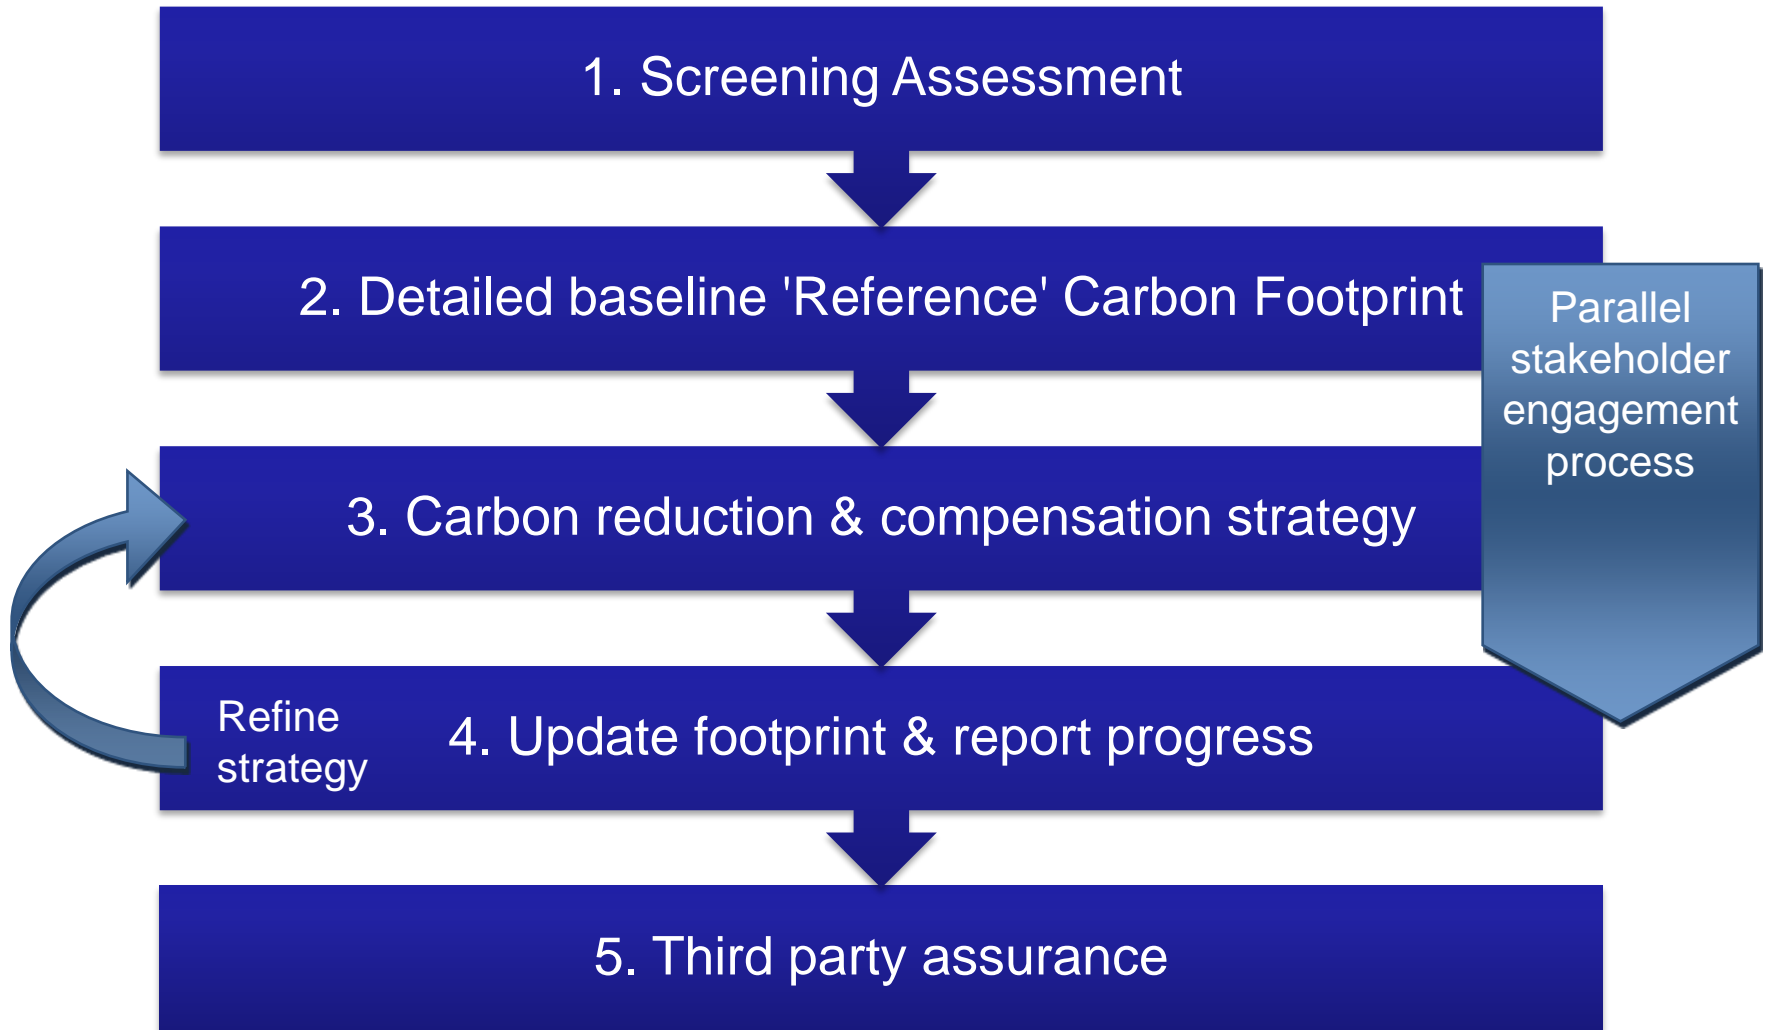 1. Screening Assessment
2. Detailed baseline 'Reference' Carbon Footprint
Parallel
stakeholder
engagement
process
3. Carbon reduction & compensation strategy
Refine
strategy
4. Update footprint & report progress
5. Third party assurance